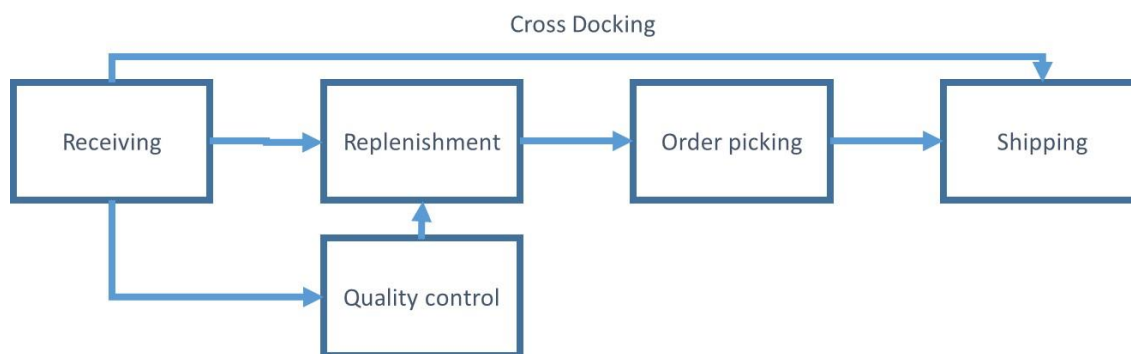 Cross Docking
Receiving
Replenishment
Order picking
Shipping
Quality control